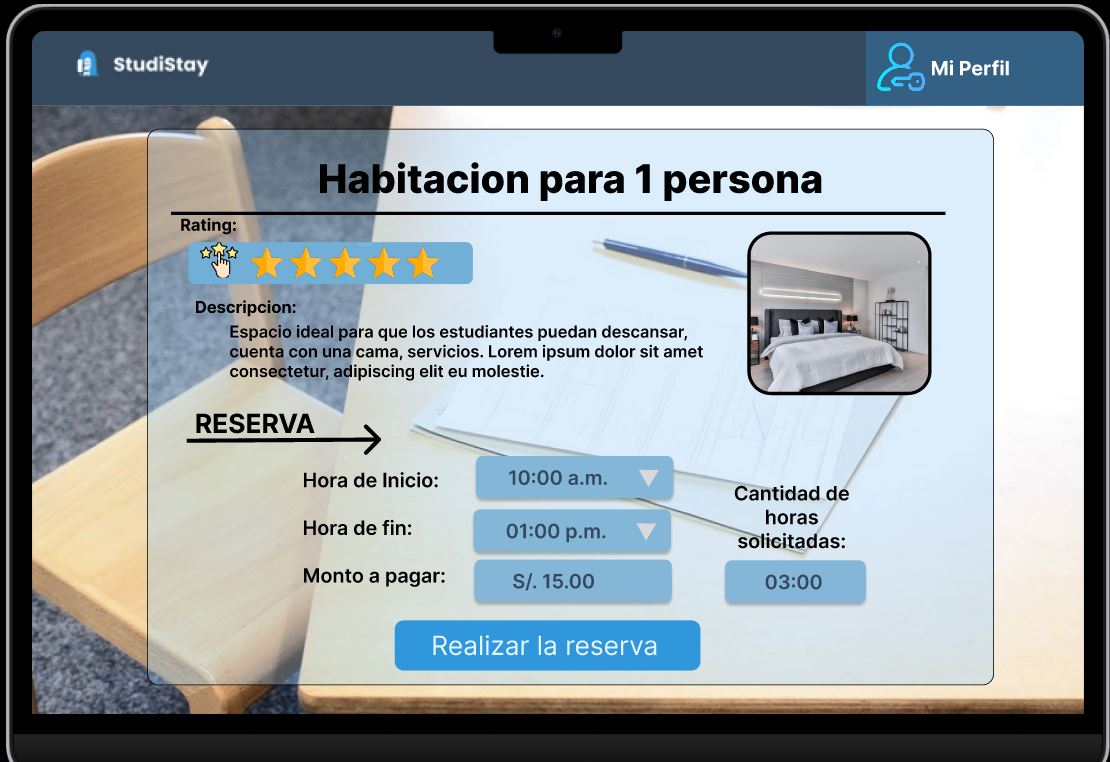 StudiStay
Mi Perfil
Habitacion para 1 persona
Rating:
Descripcion:
Espacio ideal para que los estudiantes puedan descansar,
cuenta con una cama, servicios. Lorem ipsum dolor sit amet
consectetur, adipiscing elit eu molestie.
RESERVA
Hora de Inicio:
10:00 a.m.
Hora de fin:
01:00 p.m.
Monto a pagar:
S/. 15.00
Cantidad de
horas
solicitadas:
03:00
Realizar la reserva